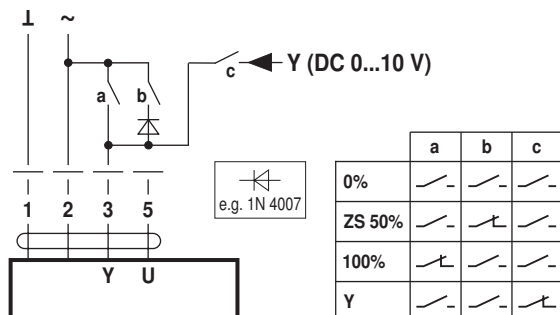 ⊥ ~
a b c Y (DC 0...10 V)
1 2 3 5
Y U
e.g. 1N 4007
a b c
0%
ZS 50%
100%
Y